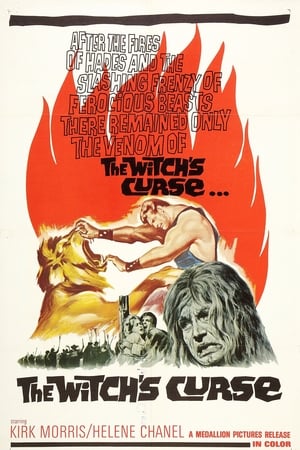 AFTER THE FIRES
OF HADES AND THE
SLASHING FRENZY OF
FEROCIOUS BEASTS
THERE REMAINED ONLY
THE VENOM OF
THE WITCH'S
CURSE...
THE WITCH'S CURSE
starring
KIRK MORRIS/HELENE CHANEL A MEDALLION PICTURES RELEASE
IN COLOR